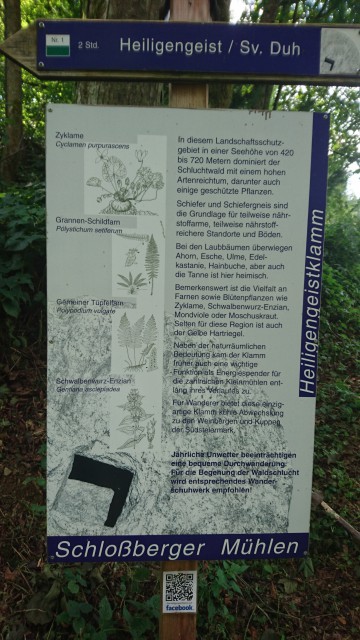 Nr. 1
2 Std.
Heiligengeist / Sv. Duh
Zyklame
Cyclamen purpurascens
Grannen-Schildfarn
Polystichum setiferum
Gemeiner Tüpfelfarn
Polypodium vulgare
Schwalbenwurz-Enzian
Gentiana asclepiadea
In diesem Landschaftsschutz-
gebiet in einer Seehöhe von 420
bis 720 Metern dominiert der
Schluchtwald mit einem hohen
Artenreichtum, darunter auch
einige geschützte Pflanzen.
Schiefer und Schiefergneis sind
die Grundlage für teilweise nähr-
stoffarme, teilweise nährstoff-
reichere Standorte und Böden.
Bei den Laubbäumen überwiegen
Ahorn, Esche, Ulme, Edel-
kastanie, Hainbuche, aber auch
die Tanne ist hier heimisch.
Bemerkenswert ist die Vielfalt an
Farnen sowie Blütenpflanzen wie
Zyklame, Schwalbenwurz-Enzian,
Mondviole oder Moschuskraut.
Selten für diese Region ist auch
der Gelbe Hartriegel.
Neben der naturräumlichen
Bedeutung kam der Klamm
früher auch eine wichtige
Funktion als Energiespender für
die zahlreichen Kleinmühlen ent-
lang ihres Verlaufes zu.
Für Wanderer bietet diese einzig-
artige Klamm kühle Abwechslung
zu den Weinbergen und Kuppen
der Südsteiermark.
Jährliche Unwetter beeinträchtigen
eine bequeme Durchwanderung:
Für die Begehung der Waldschlucht
wird entsprechendes Wander-
schuhwerk empfohlen!
Heiligengeistklamm
Schloßberger Mühlen
facebook